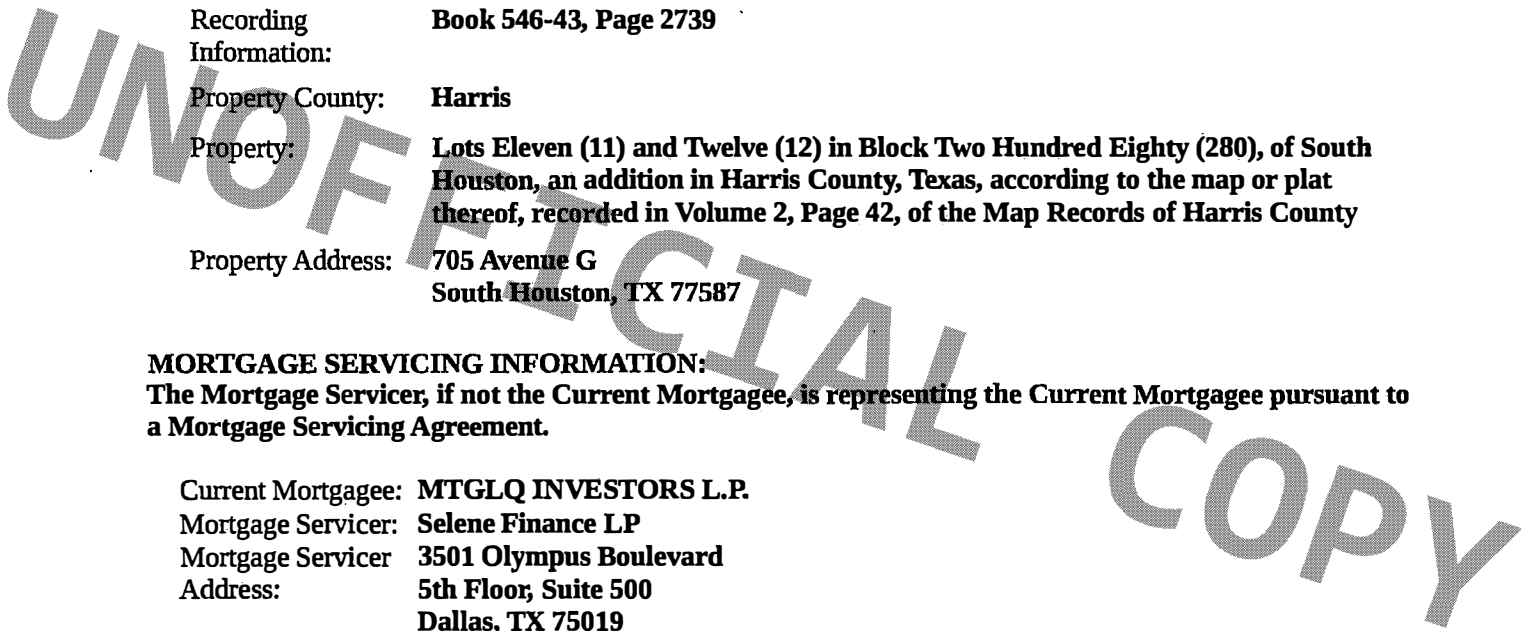 Recording Book 546-43, Page 2739
Information:
Property County: Harris
Property: Lots Eleven (11) and Twelve (12) in Block Two Hundred Eighty (280), of South
Houston, an addition in Harris County, Texas, according to the map or plat
thereof, recorded in Volume 2, Page 42, of the Map Records of Harris County
Property Address: 705 Avenue G
South Houston, TX 77587
MORTGAGE SERVICING INFORMATION:
The Mortgage Servicer, if not the Current Mortgagee, is representing the Current Mortgagee pursuant to
a Mortgage Servicing Agreement.
Current Mortgagee: MTGLQ INVESTORS L.P.
Mortgage Servicer: Selene Finance LP
Mortgage Servicer 3501 Olympus Boulevard
Address: 5th Floor, Suite 500
Dallas, TX 75019
UNOFFICIAL COPY